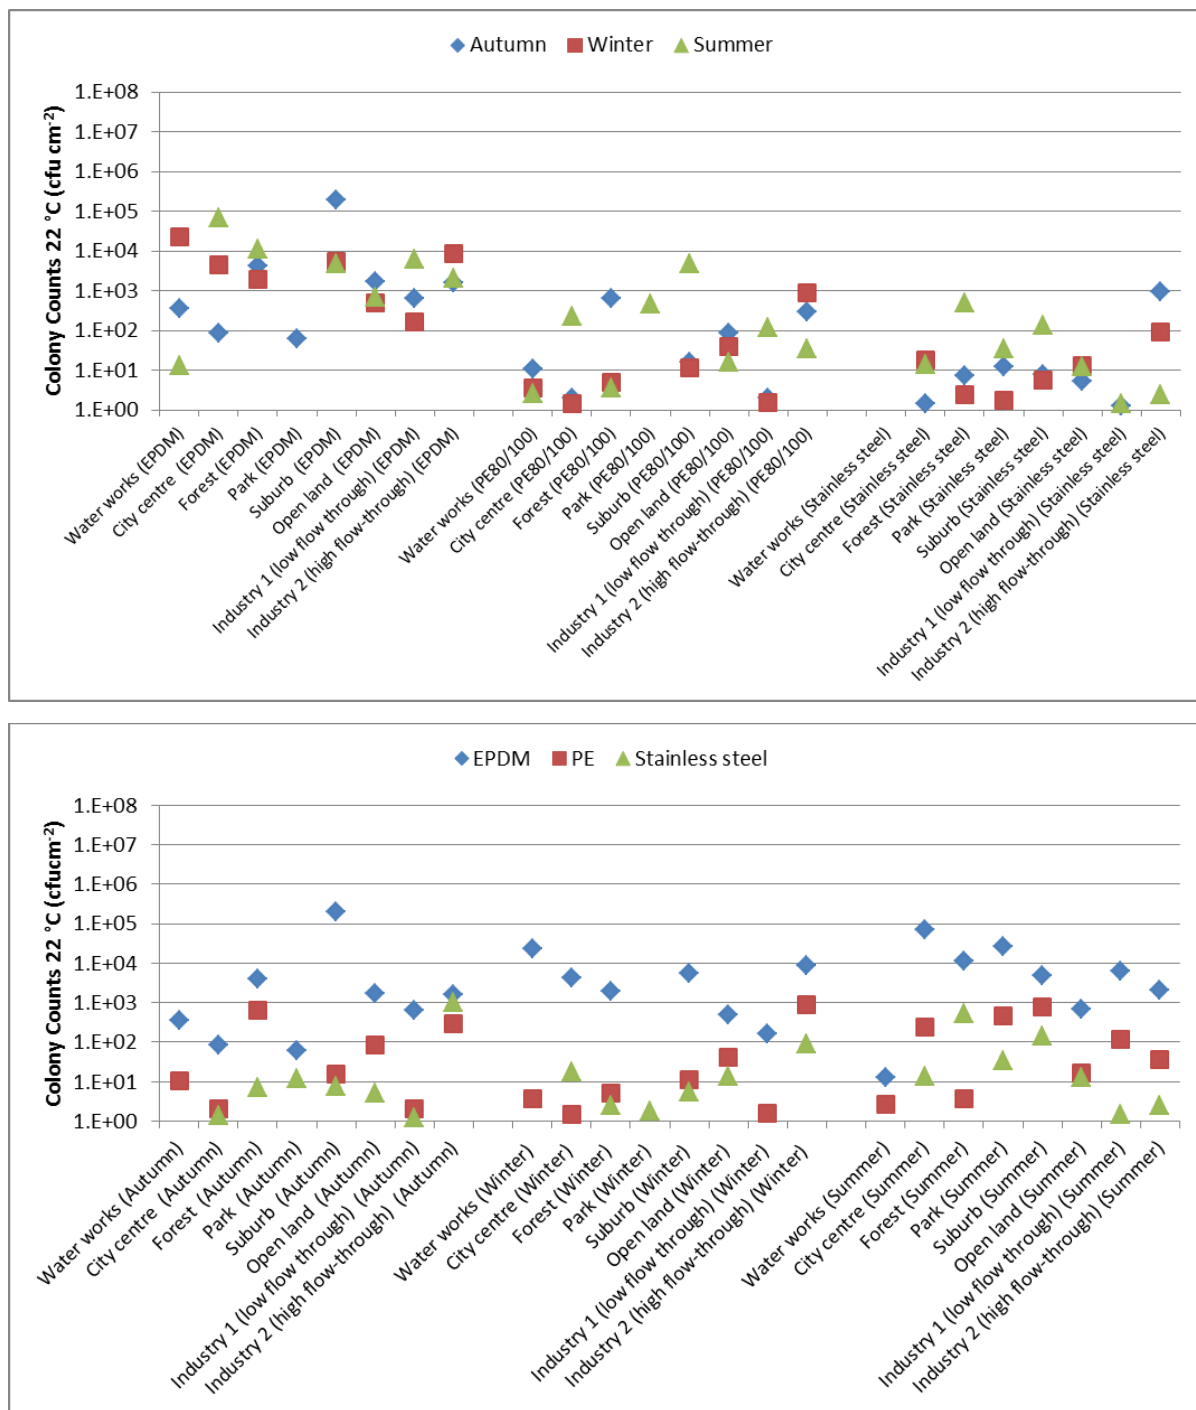 Autumn Winter Summer
Colony Counts 22 °C (cfu cm-2)
1.E+08
1.E+07
1.E+06
1.E+05
1.E+04
1.E+03
1.E+02
1.E+01
1.E+00
Water works (EPDM)
City centre (EPDM)
Forest (EPDM)
Park (EPDM)
Suburb (EPDM)
Open land (EPDM)
Industry 1 (low flow through) (EPDM)
Industry 2 (high flow-through) (EPDM)
Water works (PE80/100)
City centre (PE80/100)
Forest (PE80/100)
Park (PE80/100)
Suburb (PE80/100)
Open land (PE80/100)
Industry 1 (low flow through) (PE80/100)
Industry 2 (high flow-through) (PE80/100)
Water works (Stainless steel)
City centre (Stainless steel)
Forest (Stainless steel)
Park (Stainless steel)
Suburb (Stainless steel)
Open land (Stainless steel)
Industry 1 (low flow through) (Stainless steel)
Industry 2 (high flow-through) (Stainless steel)
EPDM PE Stainless steel
Colony Counts 22 °C (cfucm-2)
1.E+08
1.E+07
1.E+06
1.E+05
1.E+04
1.E+03
1.E+02
1.E+01
1.E+00
Water works (Autumn)
City centre (Autumn)
Forest (Autumn)
Park (Autumn)
Suburb (Autumn)
Open land (Autumn)
Industry 1 (low flow through) (Autumn)
Industry 2 (high flow-through) (Autumn)
Water works (Winter)
City centre (Winter)
Forest (Winter)
Park (Winter)
Suburb (Winter)
Open land (Winter)
Industry 1 (low flow through) (Winter)
Industry 2 (high flow-through) (Winter)
Water works (Summer)
City centre (Summer)
Forest (Summer)
Park (Summer)
Suburb (Summer)
Open land (Summer)
Industry 1 (low flow through) (Summer)
Industry 2 (high flow-through) (Summer)